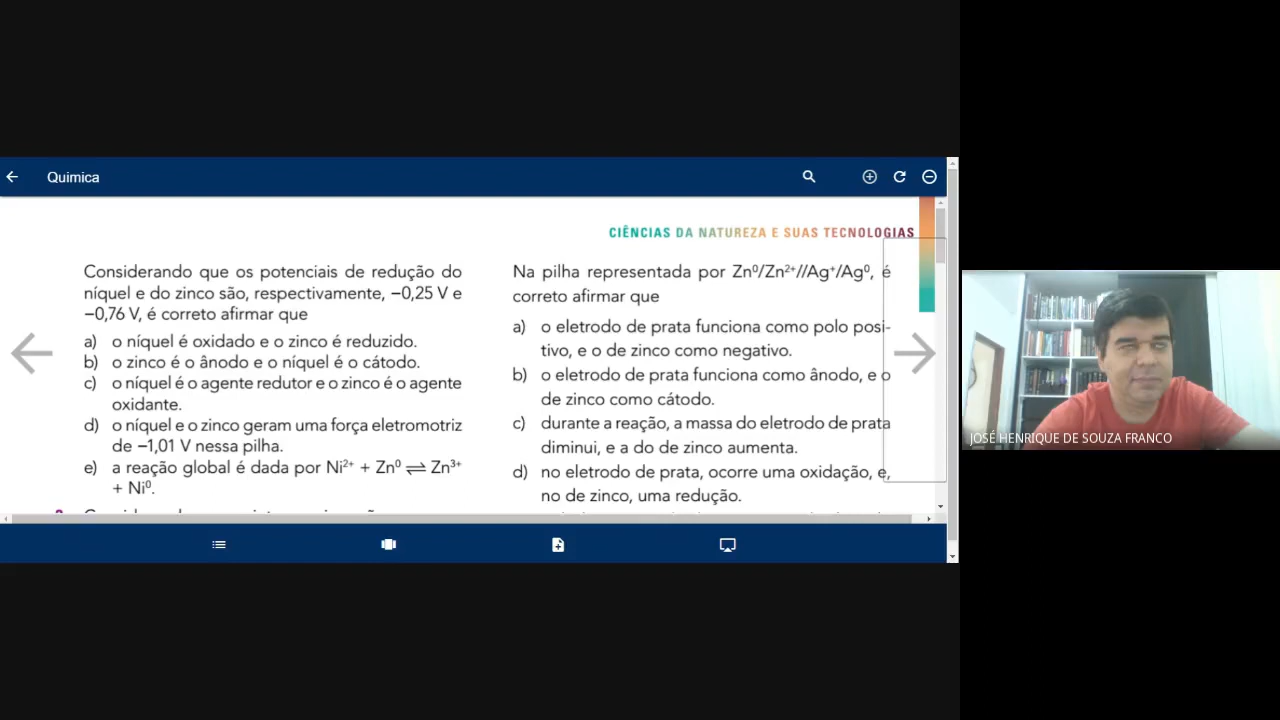 Quimica
CIÊNCIAS DA NATUREZA E SUAS TECNOLOGIAS
Considerando que os potenciais de redução do
níquel e do zinco são, respectivamente, −0,25 V e
−0,76 V, é correto afirmar que
a) o níquel é oxidado e o zinco é reduzido.
b) o zinco é o ânodo e o níquel é o cátodo.
c) o níquel é o agente redutor e o zinco é o agente
oxidante.
d) o níquel e o zinco geram uma força eletromotriz
de −1,01 V nessa pilha.
e) a reação global é dada por Ni²⁺ + Zn⁰ ⇌ Zn³⁺
+ Ni⁰.
Na pilha representada por Zn⁰/Zn²⁺//Ag⁺/Ag⁰, é
correto afirmar que
a) o eletrodo de prata funciona como polo posi-
tivo, e o de zinco como negativo.
b) o eletrodo de prata funciona como ânodo, e o
de zinco como cátodo.
c) durante a reação, a massa do eletrodo de prata
diminui, e a do de zinco aumenta.
d) no eletrodo de prata, ocorre uma oxidação, e,
no de zinco, uma redução.
JOSÉ HENRIQUE DE SOUZA FRANCO